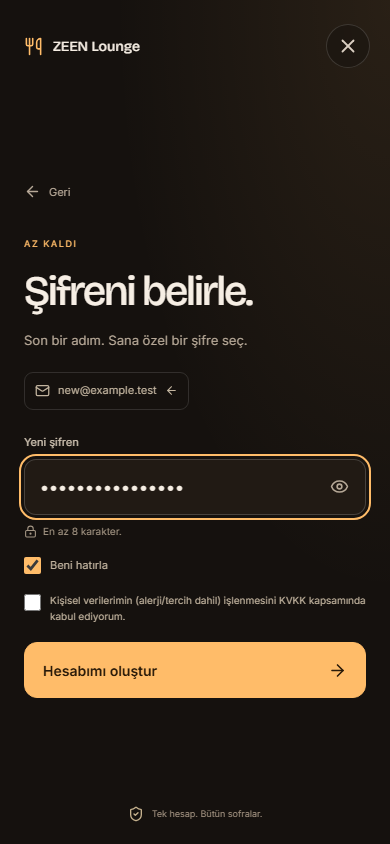 ZEEN Lounge
Geri
AZ KALDI
Şifreni belirle.
Son bir adım. Sana özel bir şifre seç.
new@example.test
Yeni şifren
En az 8 karakter.
Beni hatırla
Kişisel verilerimin (alerji/tercih dahil) işlenmesini KVKK kapsamında
kabul ediyorum.
Hesabımı oluştur
Tek hesap. Bütün sofralar.